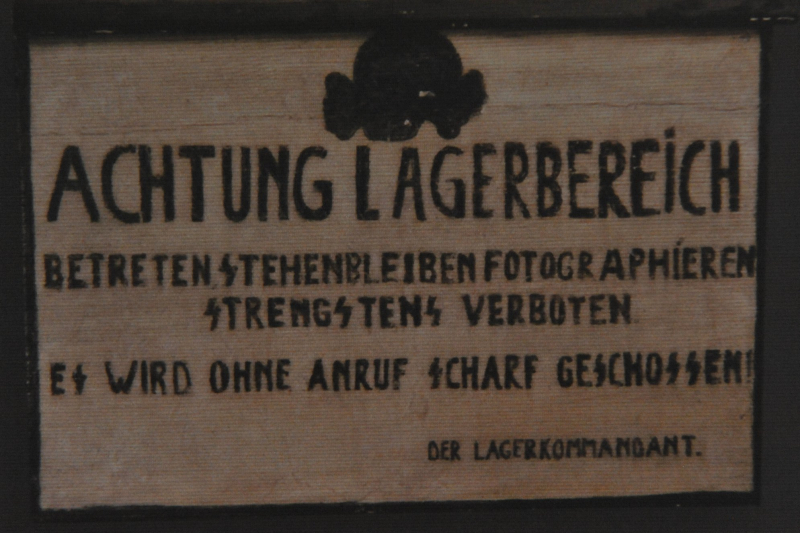 ACHTUNG LAGERBEREICH
BETRETEN, STEHENBLEIBEN FOTOGRAPHIEREN
STRENGSTENS VERBOTEN
ES WIRD OHNE ANRUF SCHARF GESCHOSSEN!
DER LAGERKOMMANDANT.